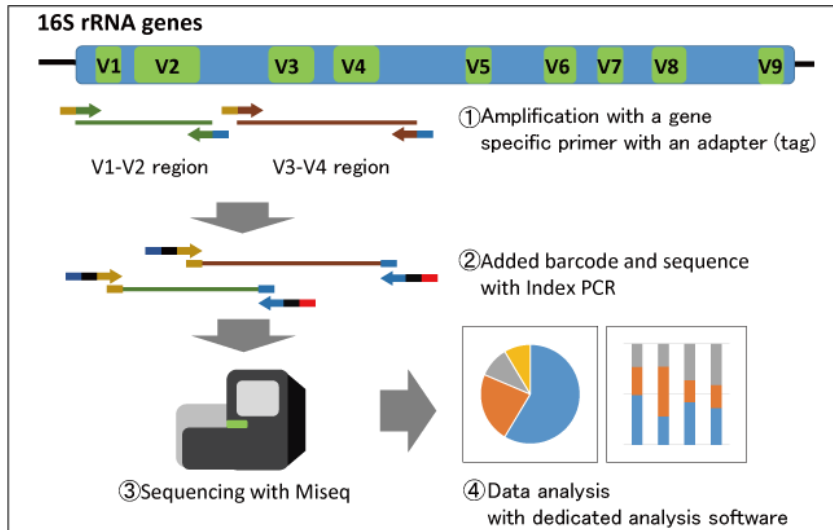 16S rRNA genes
V1 V2 V3 V4 V5 V6 V7 V8 V9
①Amplification with a gene
specific primer with an adapter (tag)
V1-V2 region
V3-V4 region
②Added barcode and sequence
with Index PCR
③Sequencing with Miseq
④Data analysis
with dedicated analysis software